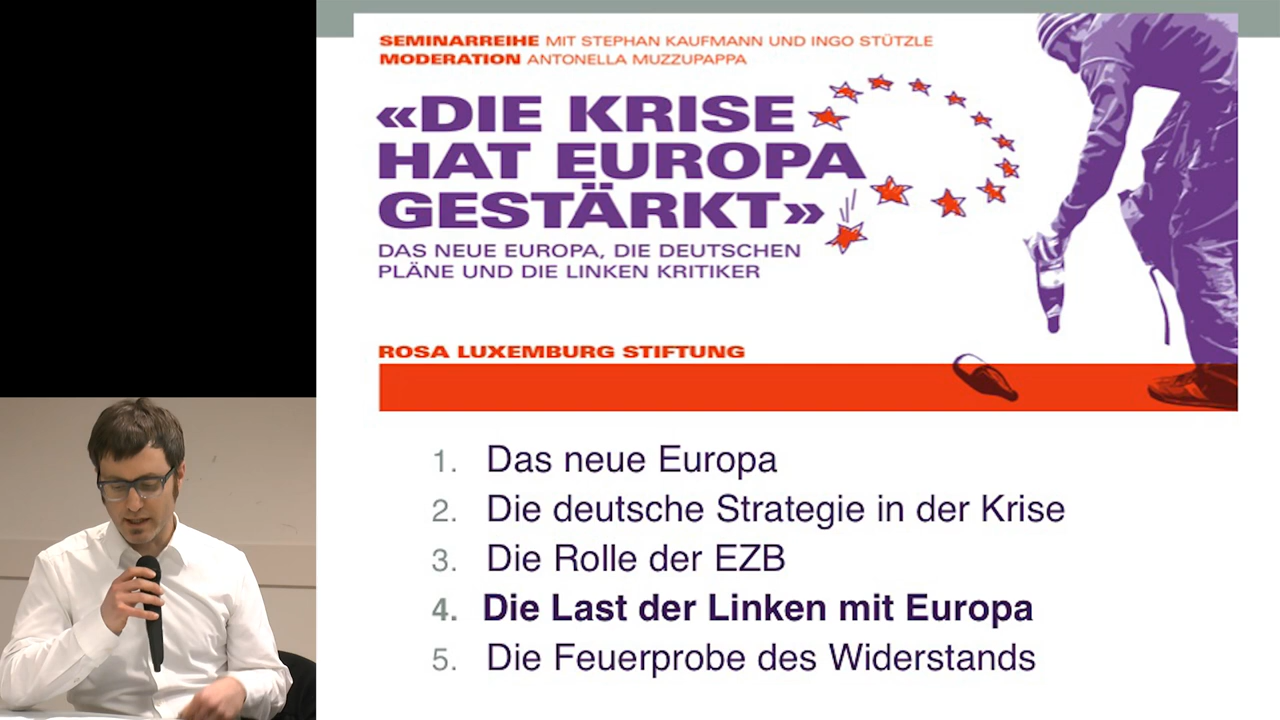 SEMINARREIHE MIT STEPHAN KAUFMANN UND INGO STÜTZLE
MODERATION ANTONELLA MUZZUPAPPA
«DIE KRISE
HAT EUROPA
GESTÄRKT»
DAS NEUE EUROPA, DIE DEUTSCHEN
PLÄNE UND DIE LINKEN KRITIKER
ROSA LUXEMBURG STIFTUNG
1. Das neue Europa
2. Die deutsche Strategie in der Krise
3. Die Rolle der EZB
4. Die Last der Linken mit Europa
5. Die Feuerprobe des Widerstands